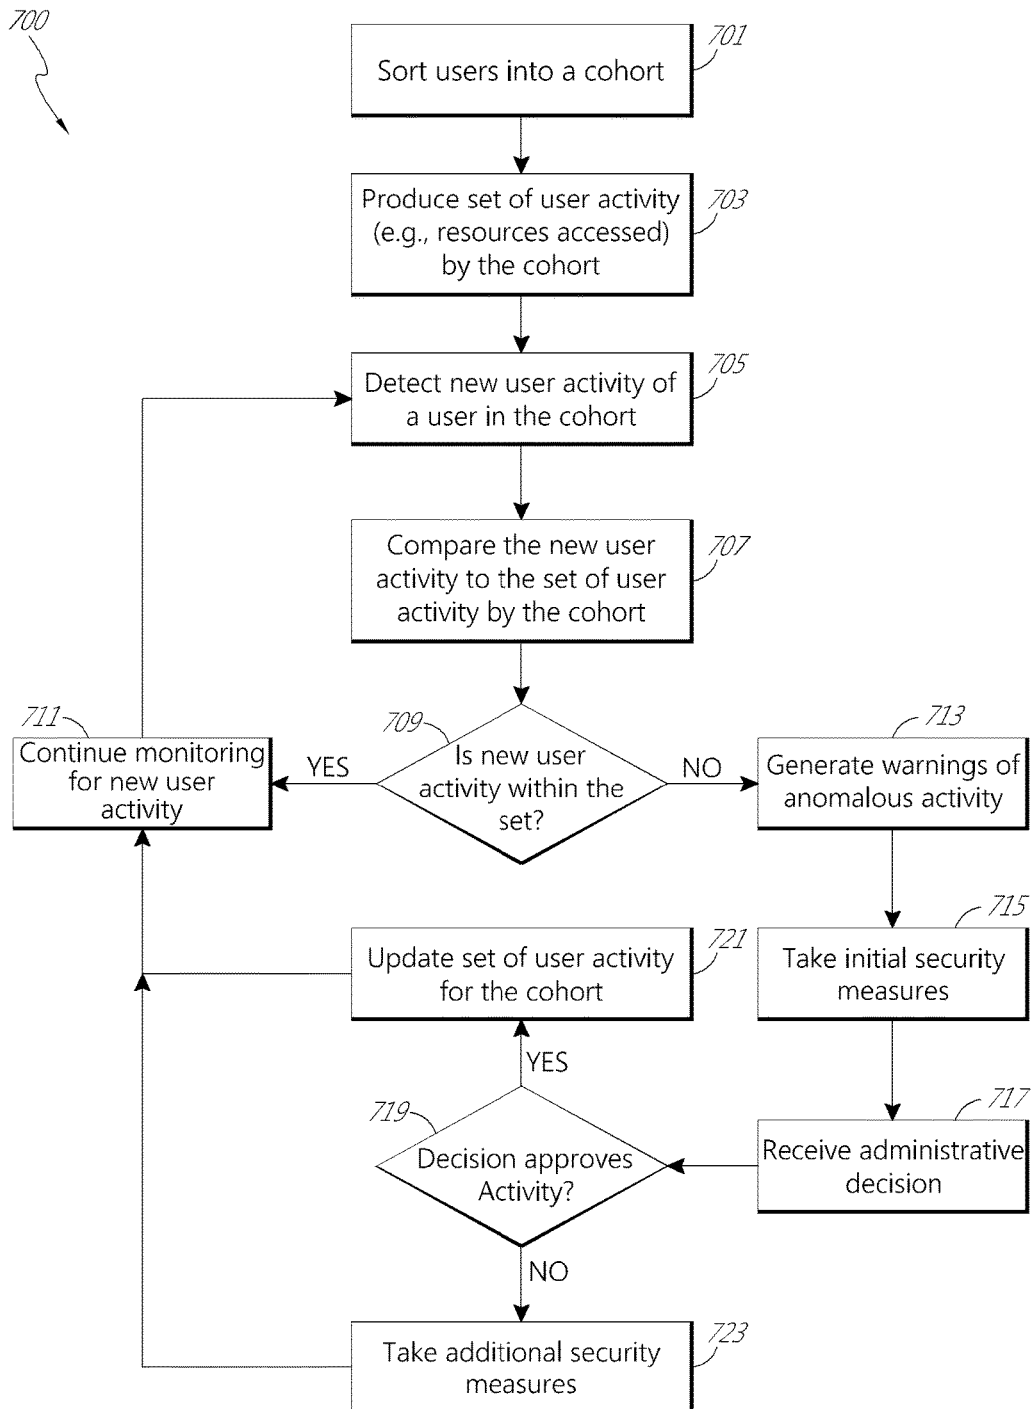 700
701
Sort users into a cohort
703
Produce set of user activity
(e.g., resources accessed)
by the cohort
705
Detect new user activity of
a user in the cohort
707
Compare the new user
activity to the set of user
activity by the cohort
709
Is new user
activity within the
set?
YES
NO
711
Continue monitoring
for new user
activity
713
Generate warnings of
anomalous activity
715
Take initial security
measures
717
Receive administrative
decision
719
Decision approves
Activity?
YES
NO
721
Update set of user activity
for the cohort
723
Take additional security
measures